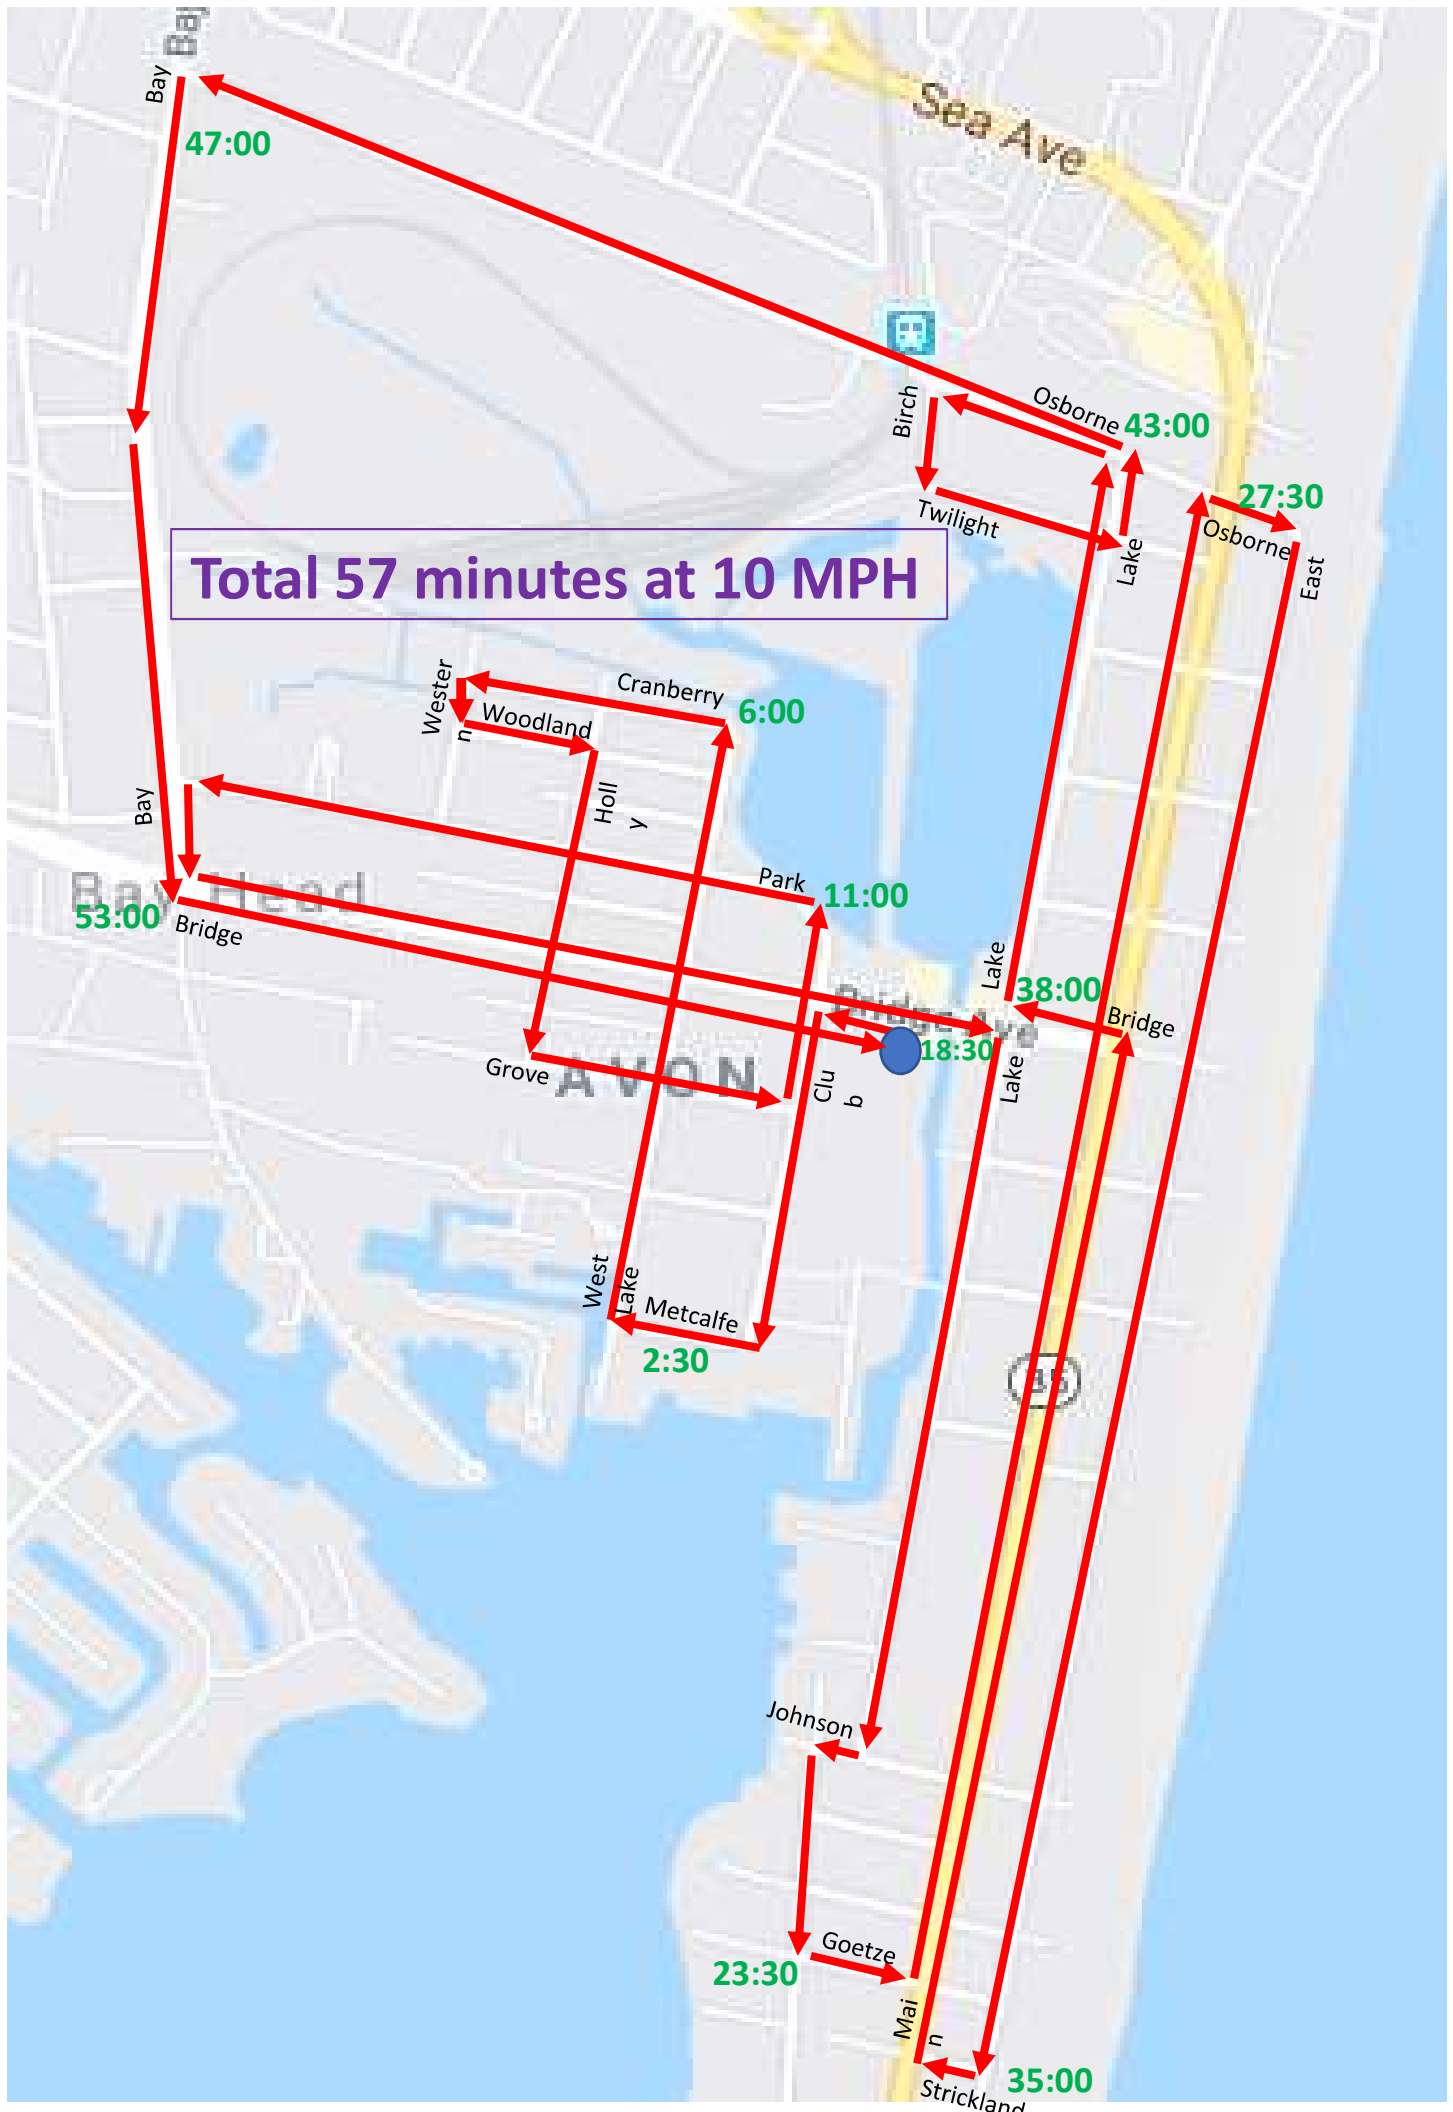 Bay
Bay
47:00
Sea Ave
Birch
Osborne
43:00
27:30
Osborne
Twilight
Lake
East
Total 57 minutes at 10 MPH
Wester
n
Cranberry
6:00
Woodland
Holl
y
Bay
Park
11:00
Bay Head
53:00
Bridge
Lake
38:00
Bridge Ave
Bridge
18:30
Lake
Grove
AVON
Clu
b
West
Lake
Metcalfe
2:30
35
Johnson
Goetze
23:30
Mai
n
35:00
Strickland